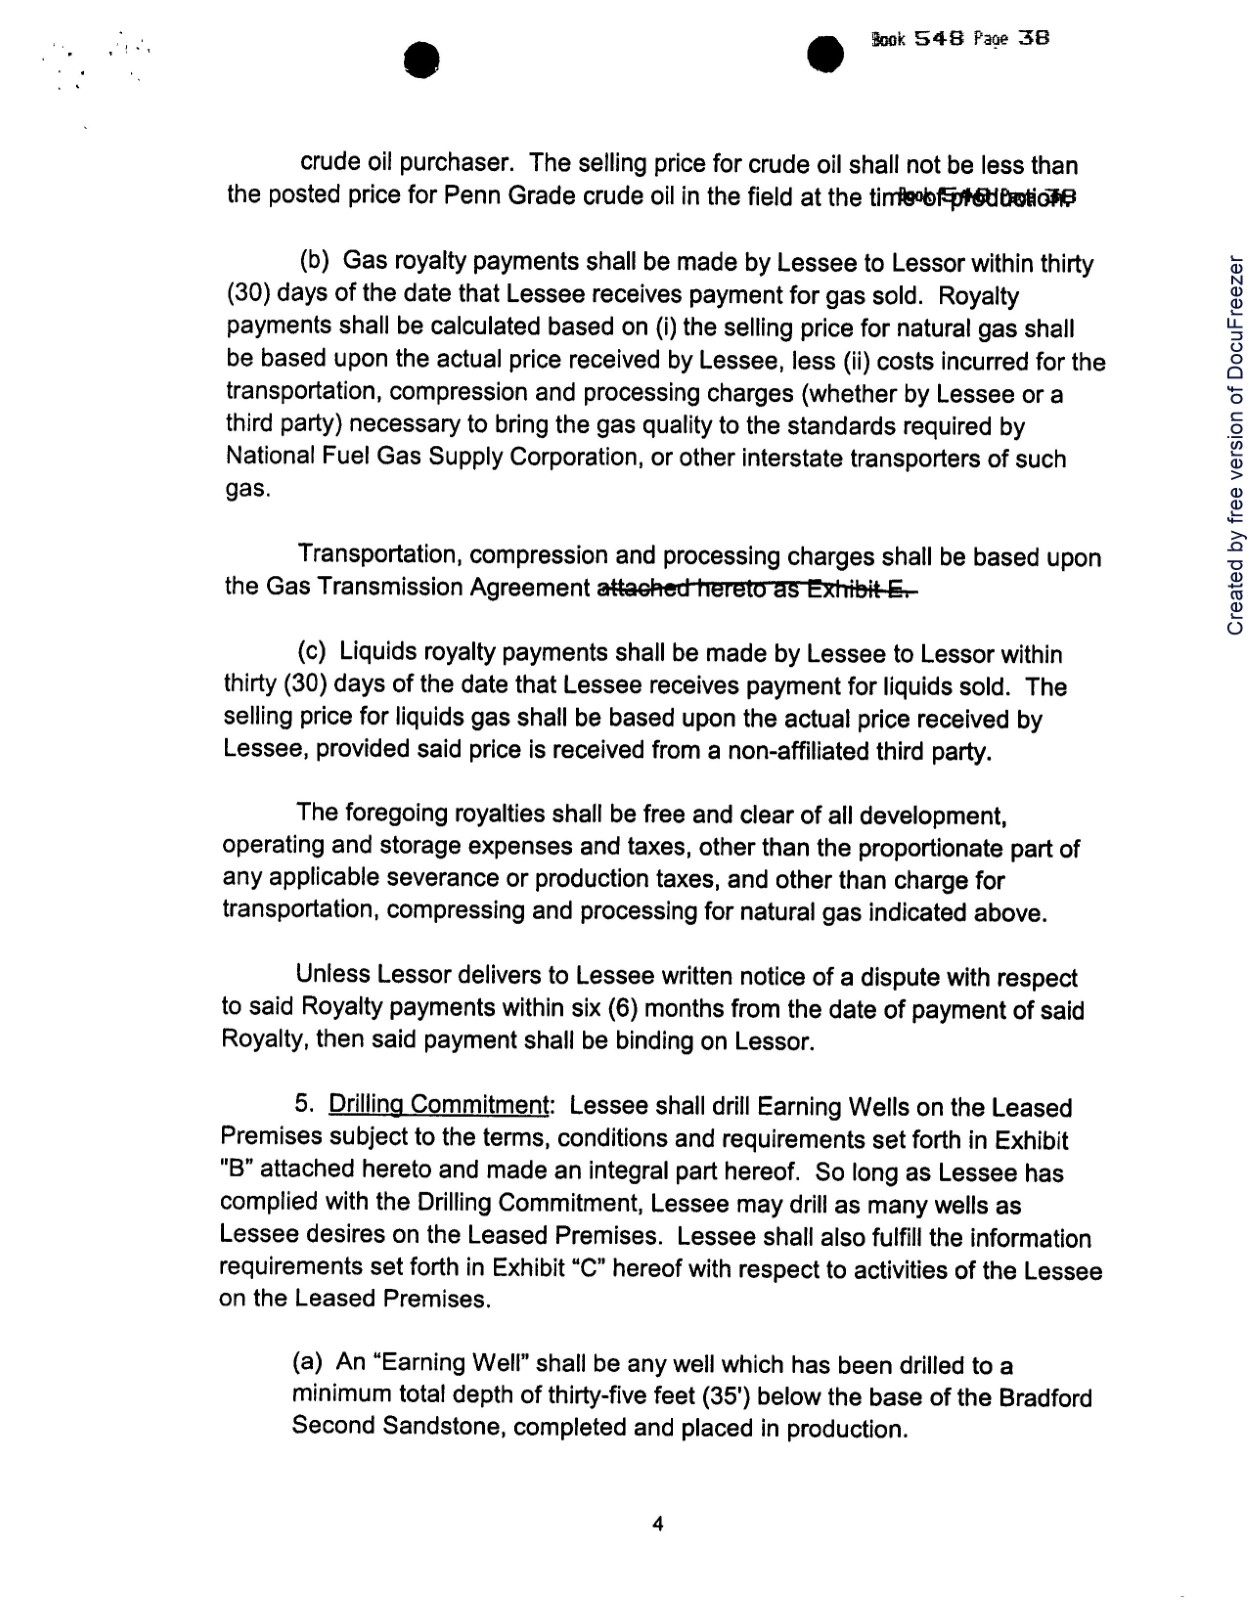 Book 548 Page 38
crude oil purchaser. The selling price for crude oil shall not be less than
the posted price for Penn Grade crude oil in the field at the time of production.
Book 548 Page 38
(b) Gas royalty payments shall be made by Lessee to Lessor within thirty
(30) days of the date that Lessee receives payment for gas sold. Royalty
payments shall be calculated based on (i) the selling price for natural gas shall
be based upon the actual price received by Lessee, less (ii) costs incurred for the
transportation, compression and processing charges (whether by Lessee or a
third party) necessary to bring the gas quality to the standards required by
National Fuel Gas Supply Corporation, or other interstate transporters of such
gas.
Transportation, compression and processing charges shall be based upon
the Gas Transmission Agreement attached hereto as Exhibit E.
(c) Liquids royalty payments shall be made by Lessee to Lessor within
thirty (30) days of the date that Lessee receives payment for liquids sold. The
selling price for liquids gas shall be based upon the actual price received by
Lessee, provided said price is received from a non-affiliated third party.
The foregoing royalties shall be free and clear of all development,
operating and storage expenses and taxes, other than the proportionate part of
any applicable severance or production taxes, and other than charge for
transportation, compressing and processing for natural gas indicated above.
Unless Lessor delivers to Lessee written notice of a dispute with respect
to said Royalty payments within six (6) months from the date of payment of said
Royalty, then said payment shall be binding on Lessor.
5. Drilling Commitment: Lessee shall drill Earning Wells on the Leased
Premises subject to the terms, conditions and requirements set forth in Exhibit
"B" attached hereto and made an integral part hereof. So long as Lessee has
complied with the Drilling Commitment, Lessee may drill as many wells as
Lessee desires on the Leased Premises. Lessee shall also fulfill the information
requirements set forth in Exhibit “C” hereof with respect to activities of the Lessee
on the Leased Premises.
(a) An “Earning Well” shall be any well which has been drilled to a
minimum total depth of thirty-five feet (35') below the base of the Bradford
Second Sandstone, completed and placed in production.
4
Created by free version of DocuFreezer